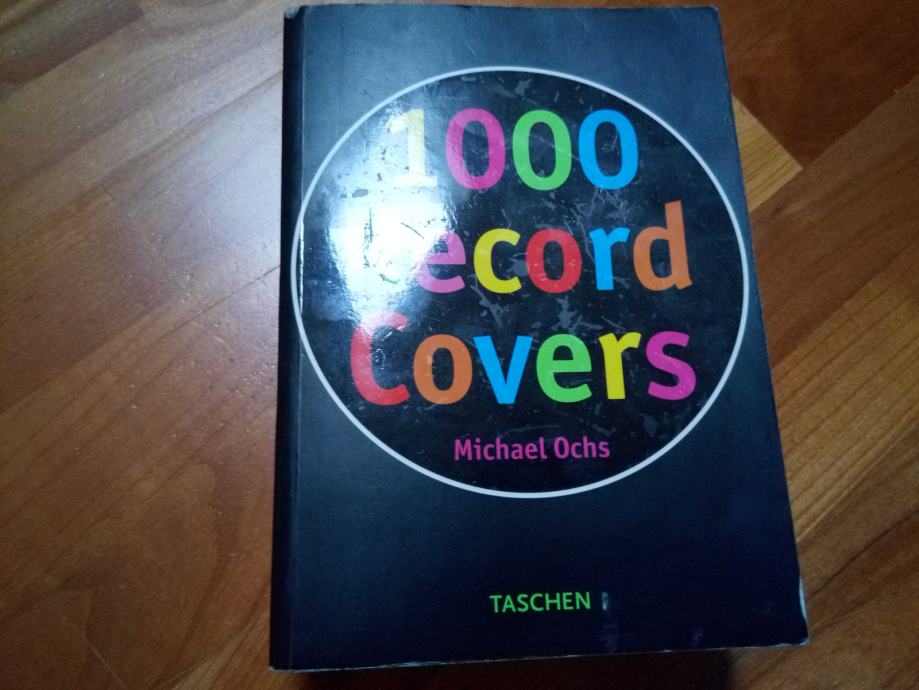 1000
Record
Covers
Michael Ochs
TASCHEN